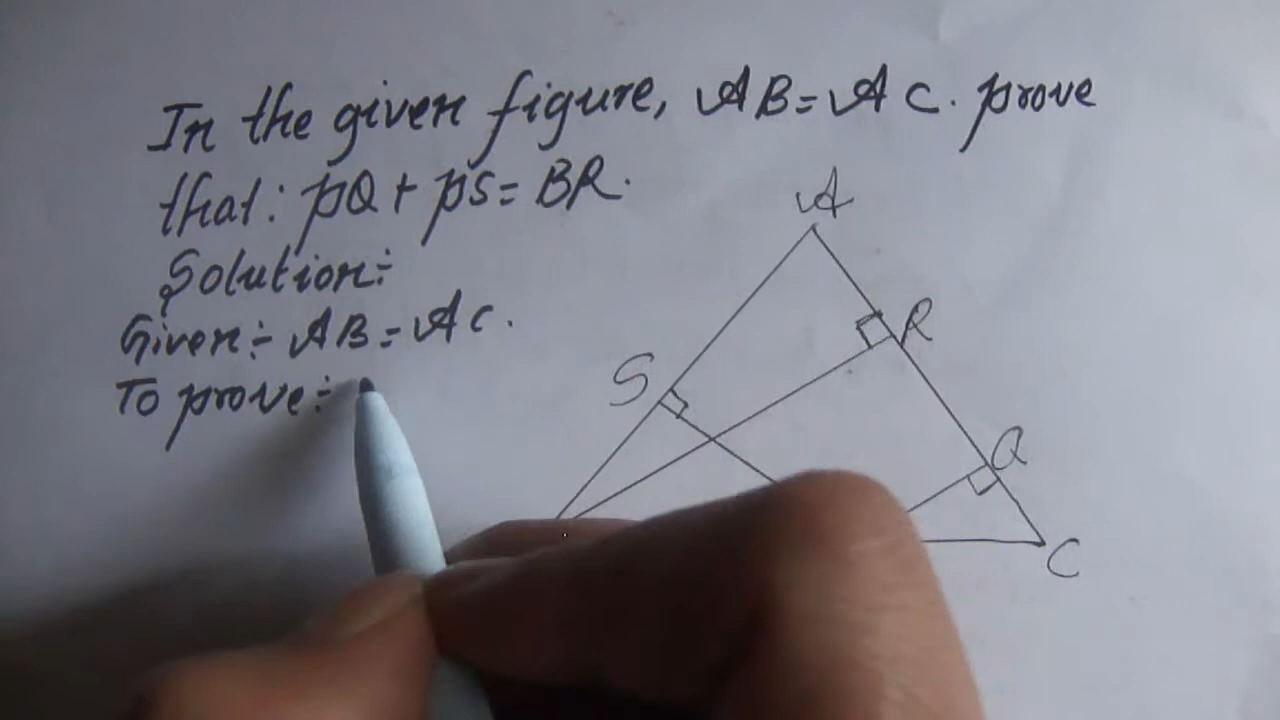 In the given figure, AB=AC. prove
that: pQ + pS = BR.
Solution:-
Given:- AB = AC.
To prove:-
A
R
S
Q
C